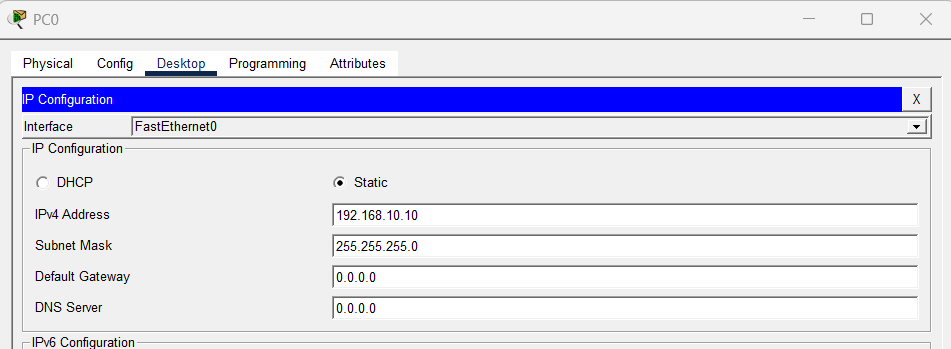 PC0
Physical Config Desktop Programming Attributes
IP Configuration X
Interface FastEthernet0
IP Configuration
DHCP Static
IPv4 Address 192.168.10.10
Subnet Mask 255.255.255.0
Default Gateway 0.0.0.0
DNS Server 0.0.0.0
IPv6 Configuration